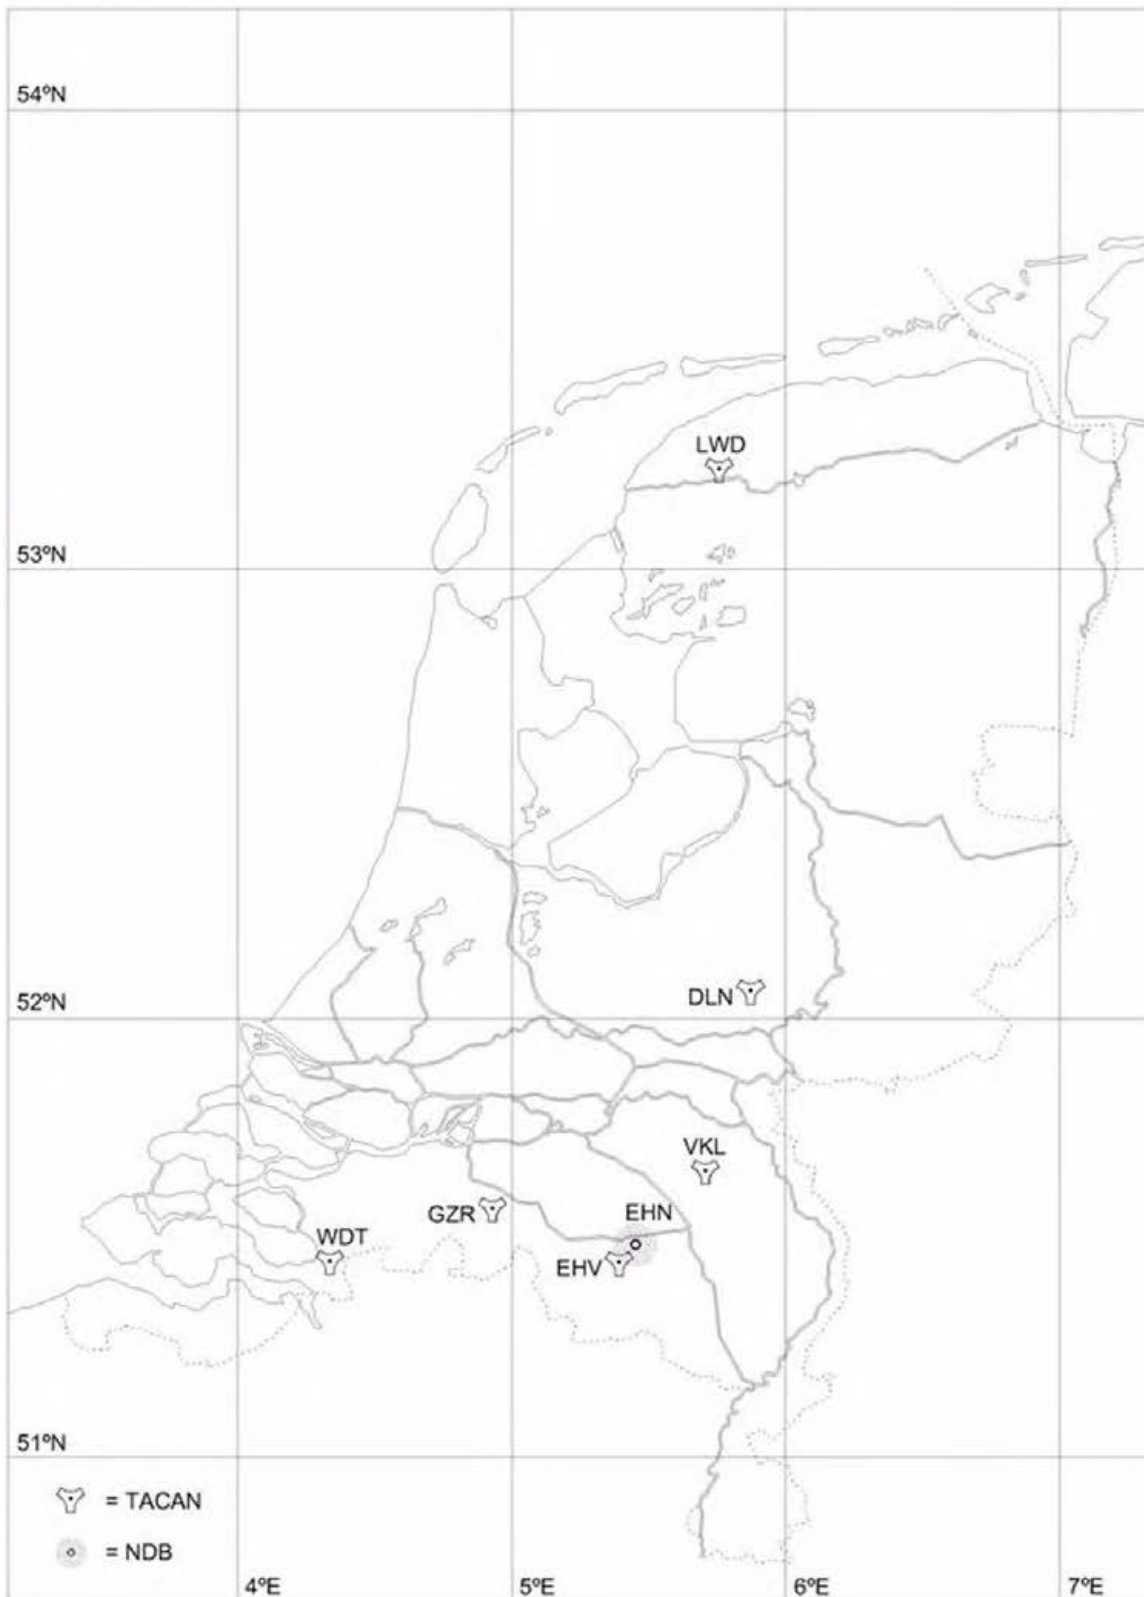 54ºN
LWD
53ºN
52ºN
DLN
VKL
GZR
EHN
WDT
EHV
51ºN
= TACAN
= NDB
4ºE
5ºE
6ºE
7ºE